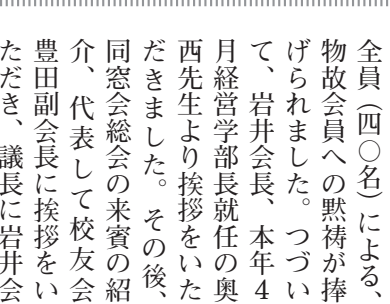 全員(四〇名)による、
物故会員への黙祷が捧
げられました。つづい
て、岩井会長、本年4
月経営学部長就任の奥
西先生より挨拶をいた
だきました。その後、
同窓会総会の来賓の紹
介、代表して校友会
豊田副会長に挨拶をい
ただき、議長に岩井会